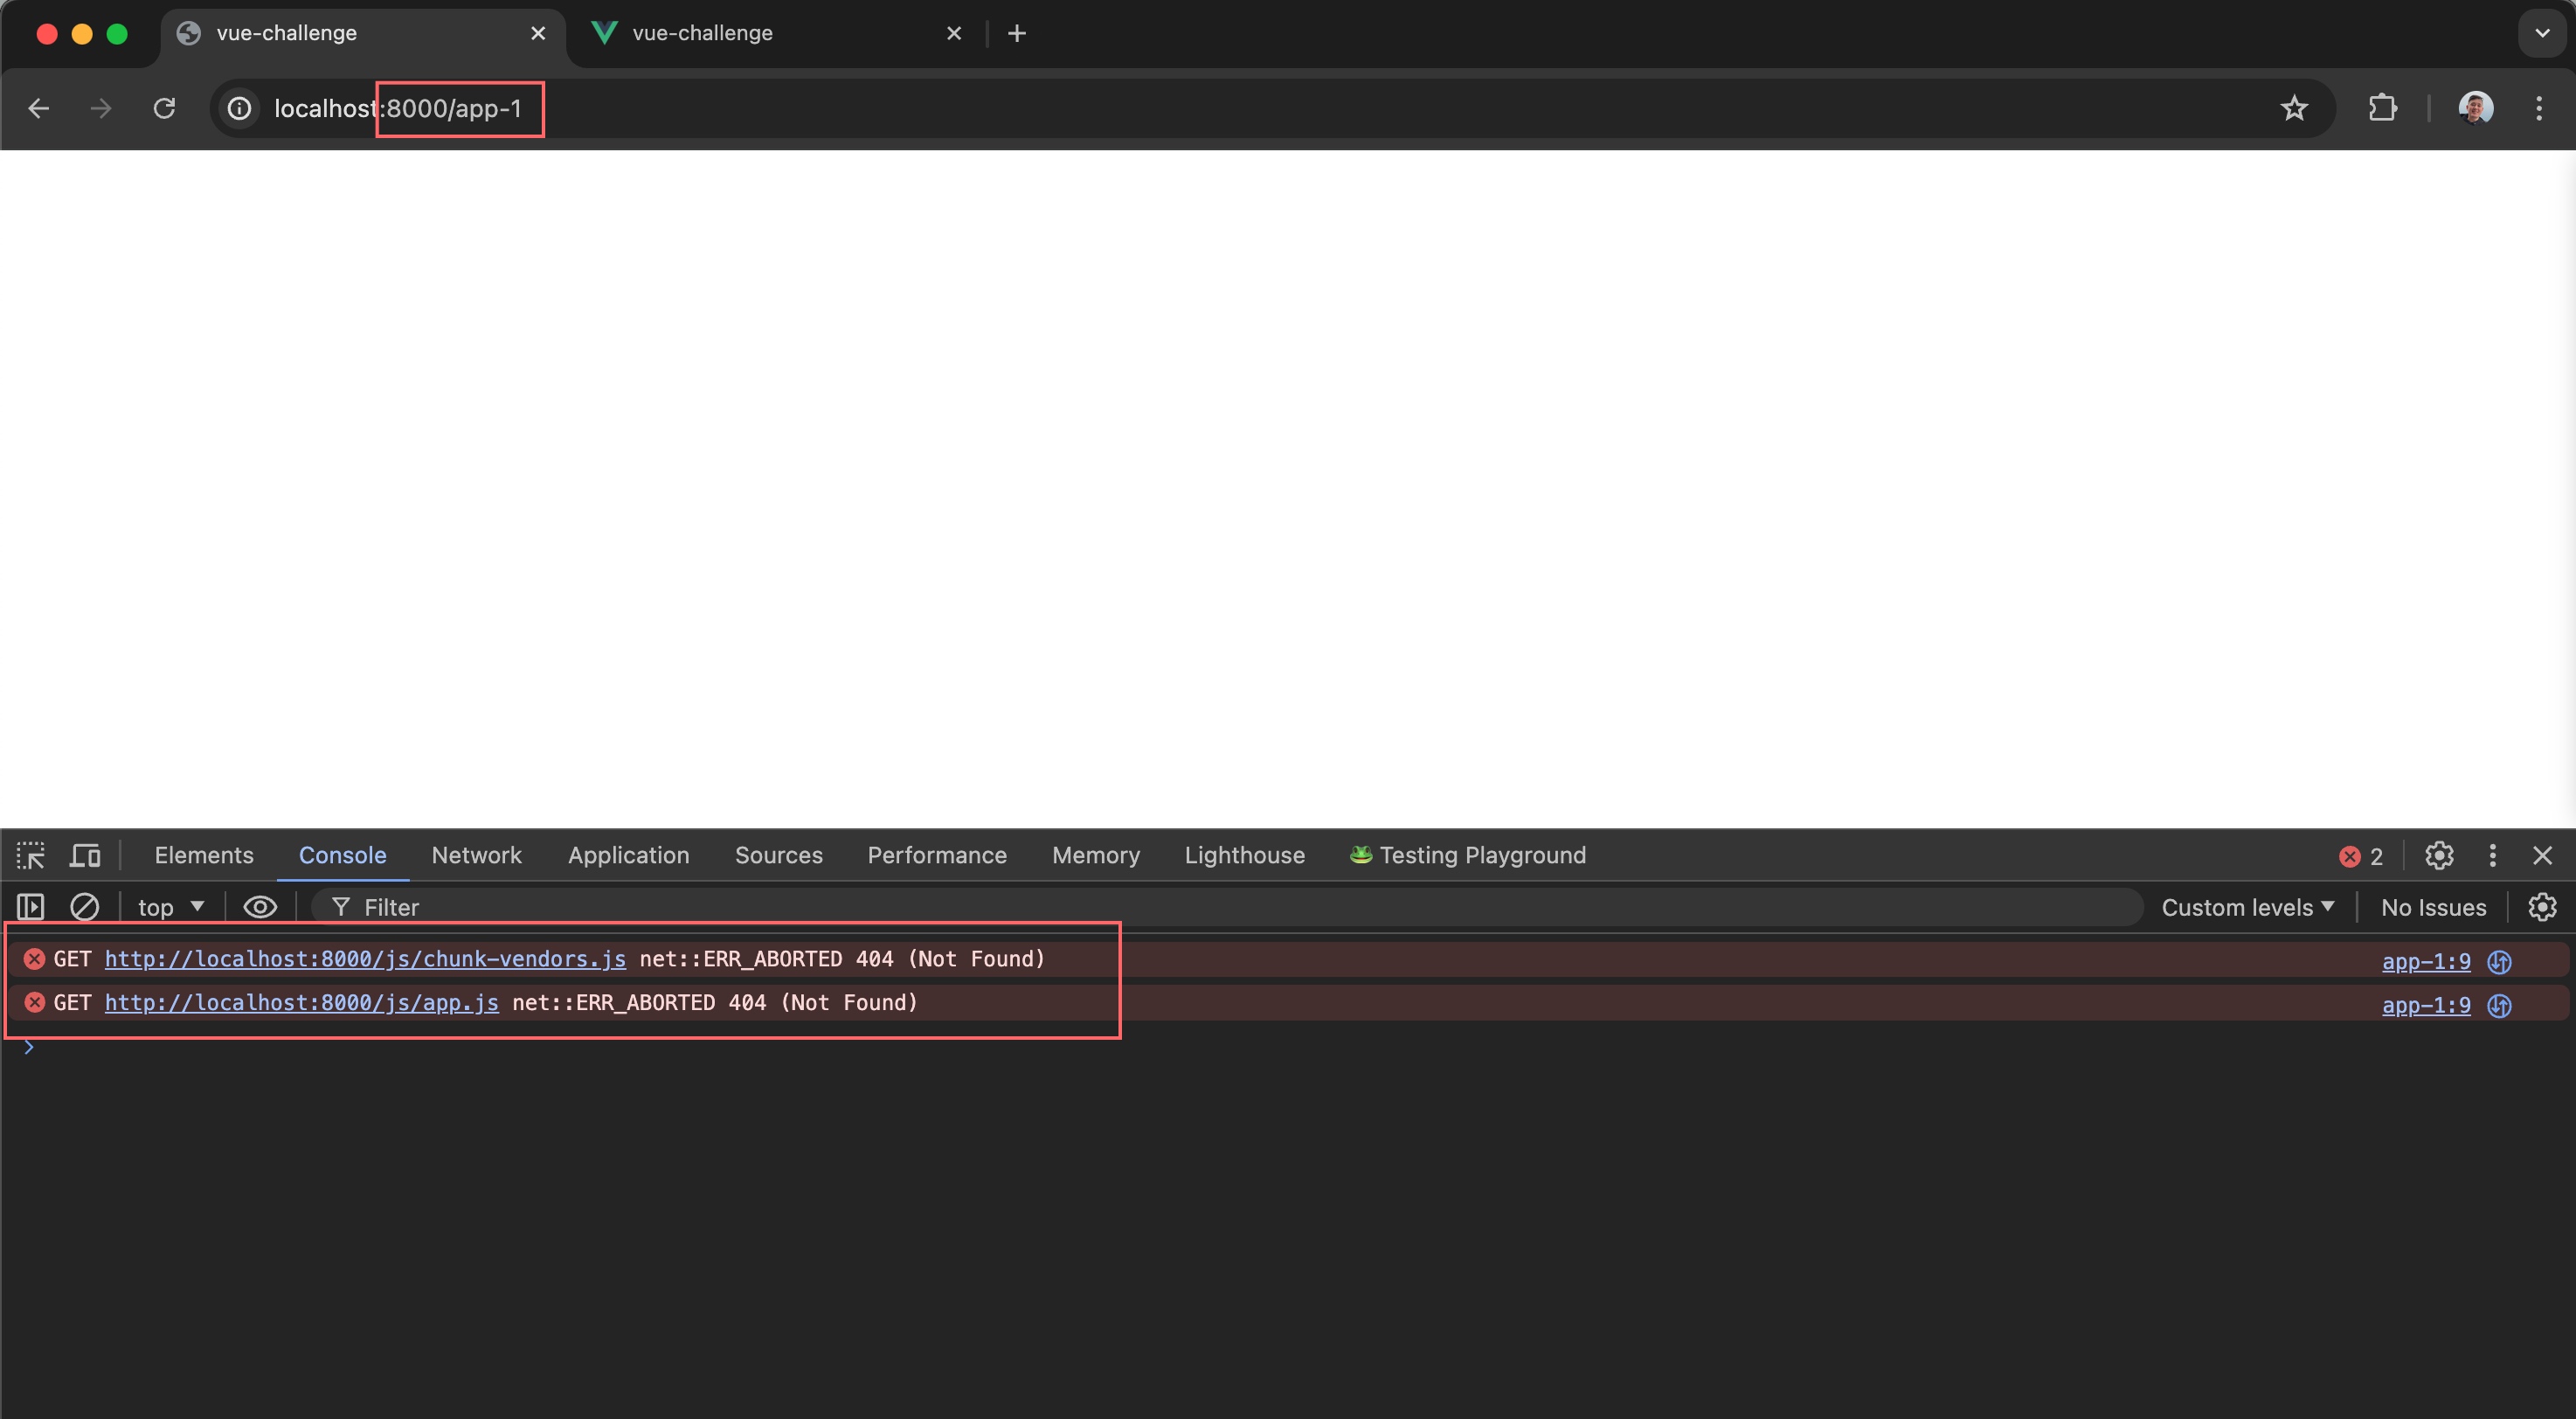 vue-challenge
vue-challenge
localhost:8000/app-1
Elements Console Network Application Sources Performance Memory Lighthouse 🐸 Testing Playground 2
top Filter Custom levels No Issues
GET http://localhost:8000/js/chunk-vendors.js net::ERR_ABORTED 404 (Not Found) app-1:9
GET http://localhost:8000/js/app.js net::ERR_ABORTED 404 (Not Found) app-1:9